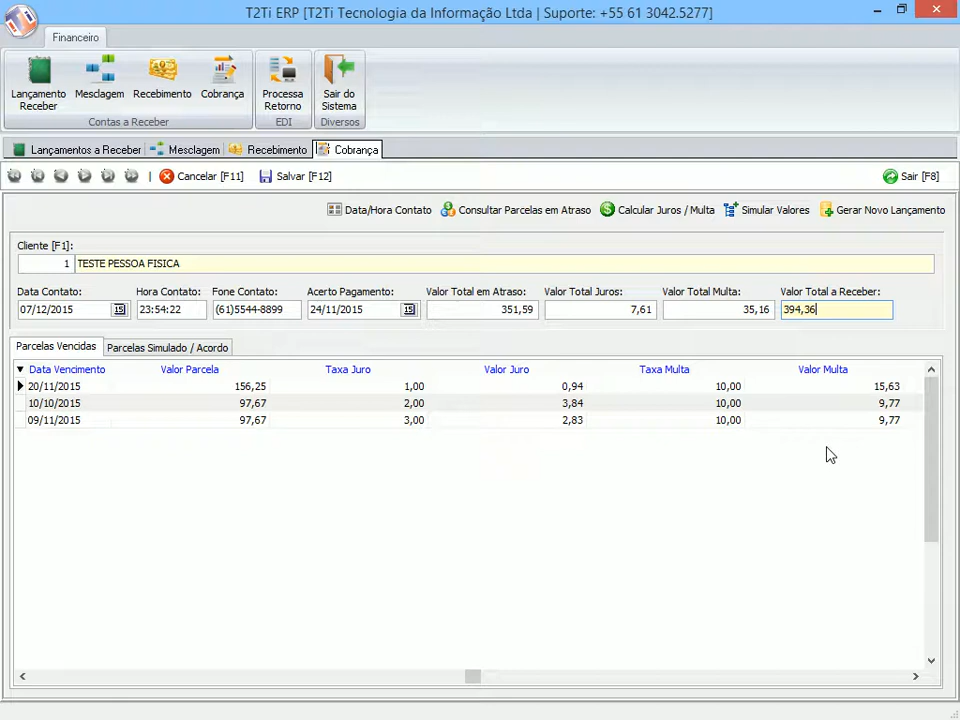 T2Ti ERP [T2Ti Tecnologia da Informação Ltda | Suporte: +55 61 3042.5277]
Financeiro
Lançamento Receber
Mesclagem
Recebimento
Cobrança
Processa Retorno
Sair do Sistema
Contas a Receber
EDI
Diversos
Lançamentos a Receber
Mesclagem
Recebimento
Cobrança
Cancelar [F11]
Salvar [F12]
Sair [F8]
Data/Hora Contato
Consultar Parcelas em Atraso
Calcular Juros / Multa
Simular Valores
Gerar Novo Lançamento
Cliente [F1]:
1 TESTE PESSOA FISICA
Data Contato: Hora Contato: Fone Contato: Acerto Pagamento: Valor Total em Atraso: Valor Total Juros: Valor Total Multa: Valor Total a Receber:
07/12/2015 15 23:54:22 (61)5544-8899 24/11/2015 15 351,59 7,61 35,16 394,36
Parcelas Vencidas
Parcelas Simulado / Acordo
Data Vencimento Valor Parcela Taxa Juro Valor Juro Taxa Multa Valor Multa
20/11/2015 156,25 1,00 0,94 10,00 15,63
10/10/2015 97,67 2,00 3,84 10,00 9,77
09/11/2015 97,67 3,00 2,83 10,00 9,77